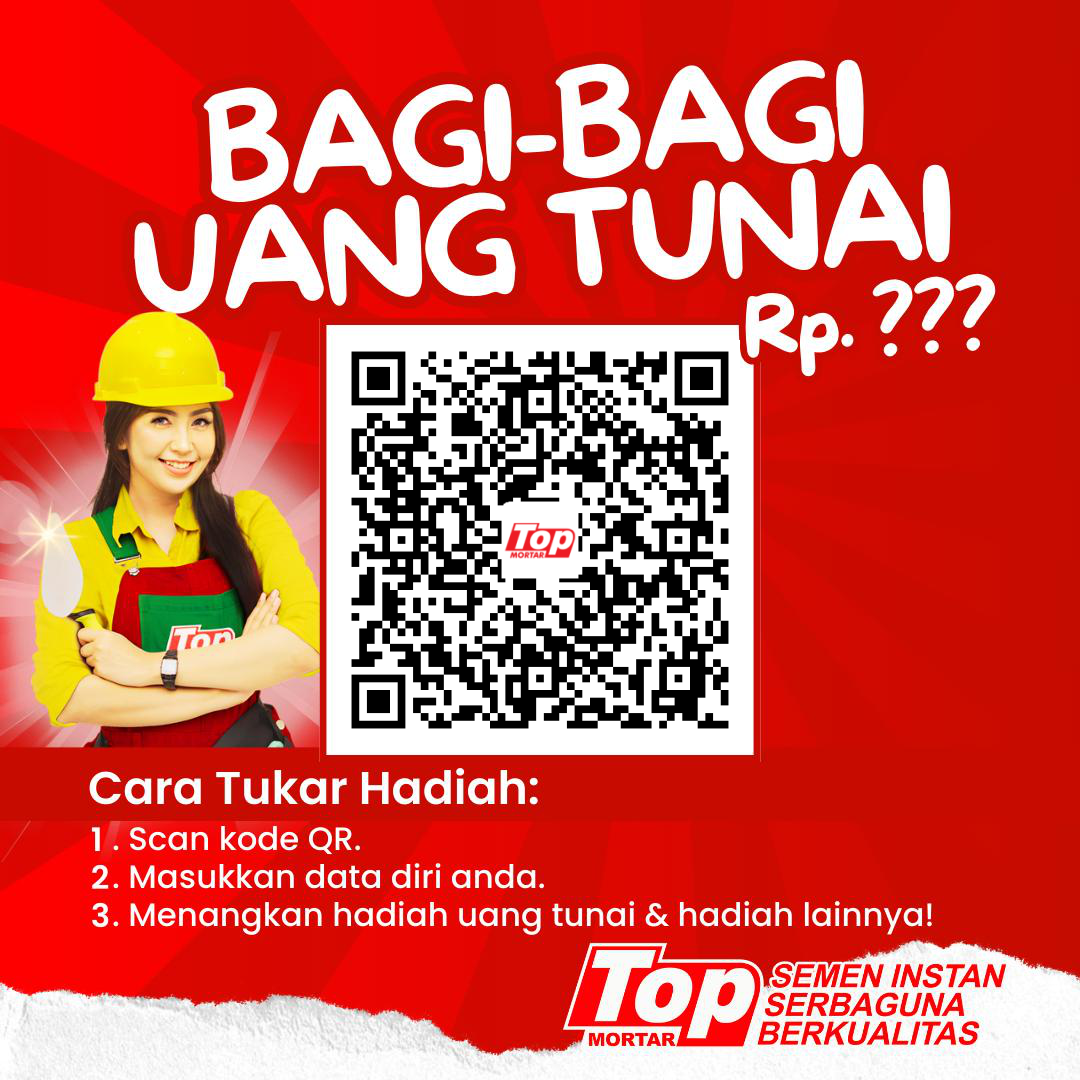 BAGI-BAGI
UANG TUNAI
Rp. ???
Top
MORTAR
Top
Cara Tukar Hadiah:
1. Scan kode QR.
2. Masukkan data diri anda.
3. Menangkan hadiah uang tunai & hadiah lainnya!
Top
MORTAR
SEMEN INSTAN
SERBAGUNA
BERKUALITAS